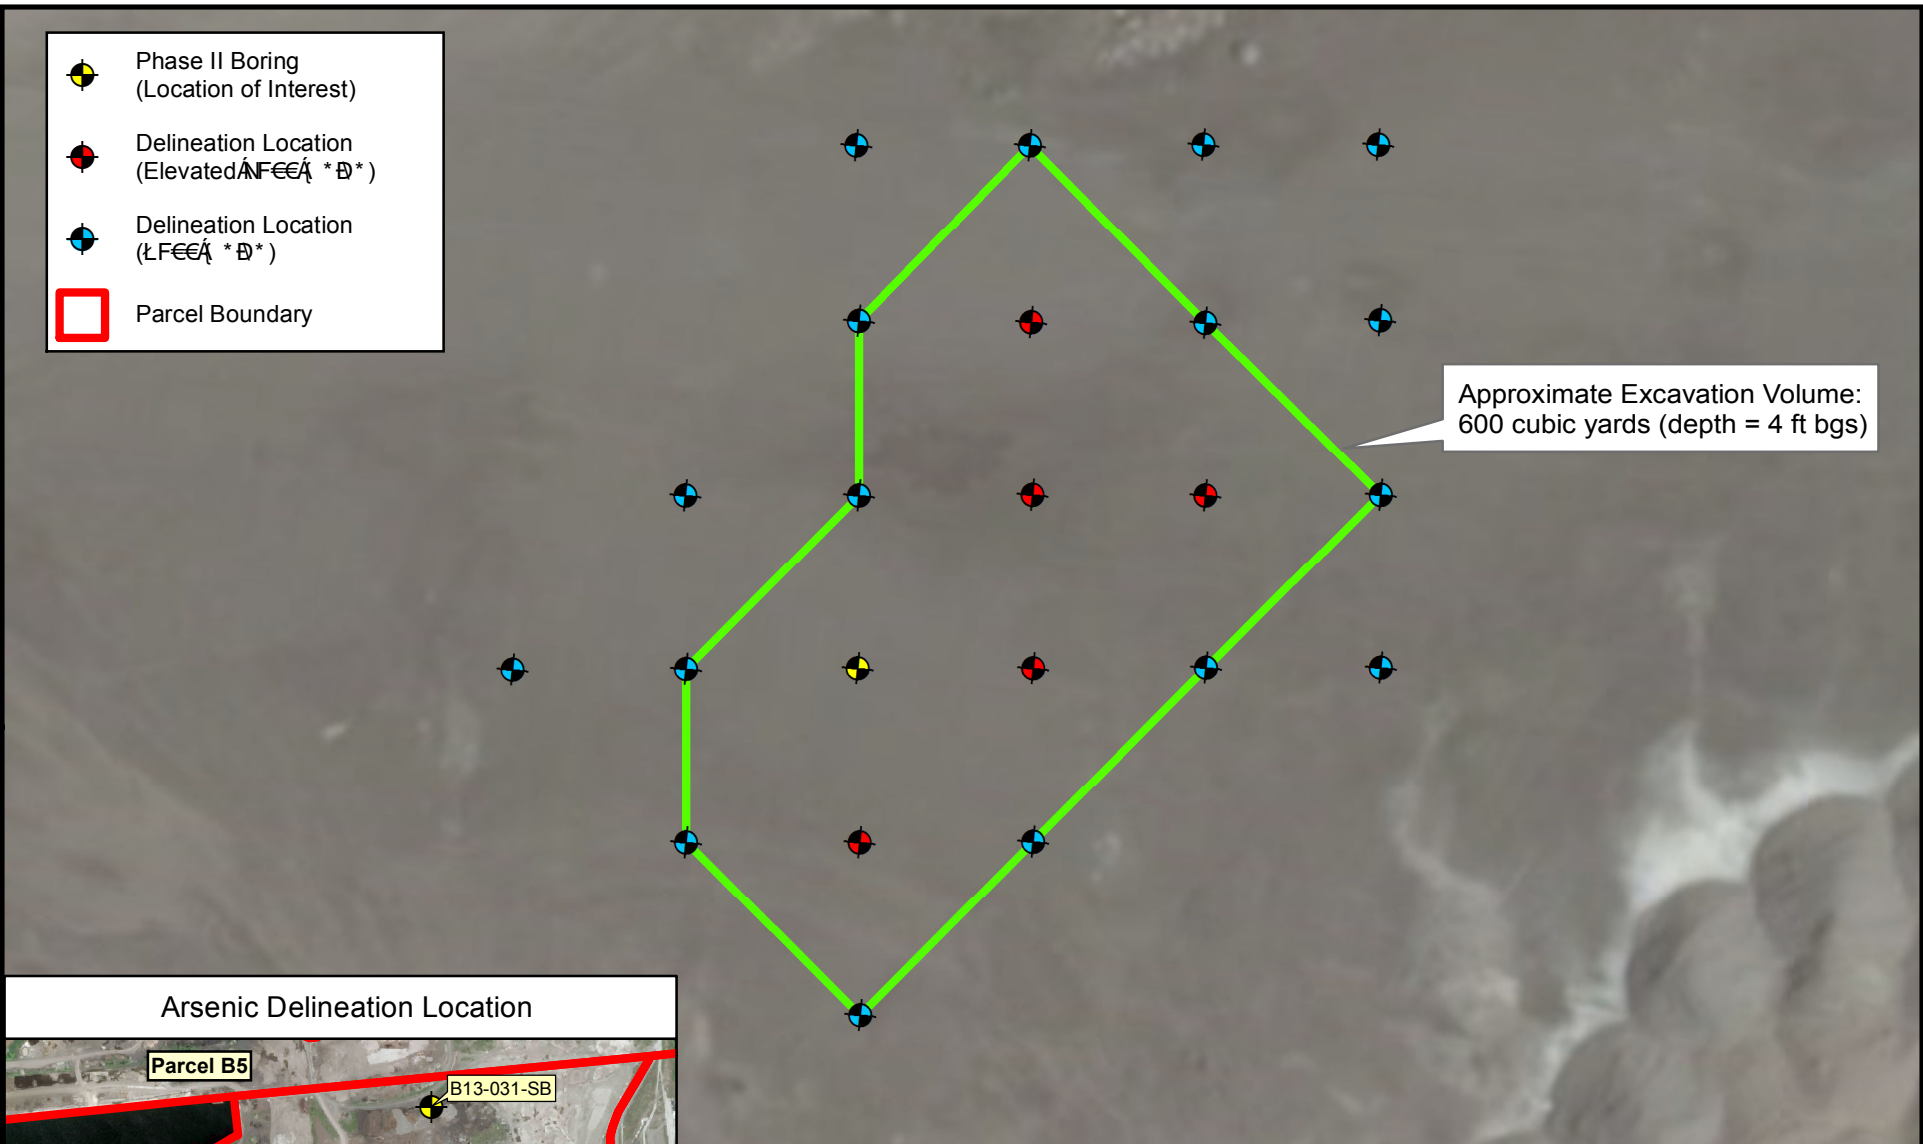 Phase II Boring
(Location of Interest)
Delineation Location
(Elevated
Delineation Location
Parcel Boundary
Approximate Excavation Volume:
600 cubic yards (depth = 4 ft bgs)
Arsenic Delineation Location
Parcel B5
B13-031-SB